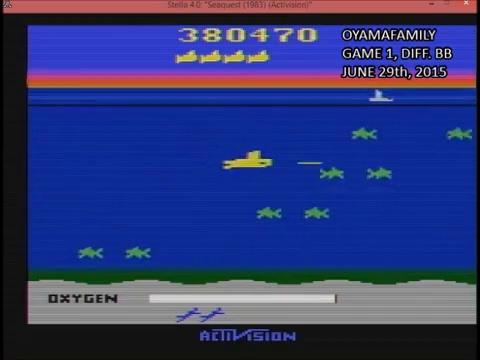 Stella 4.0: "Seaquest (1983) (Activision)"
380470
OYAMAFAMILY
GAME 1, DIFF. BB
JUNE 29th, 2015
OXYGEN
ACTIVISION